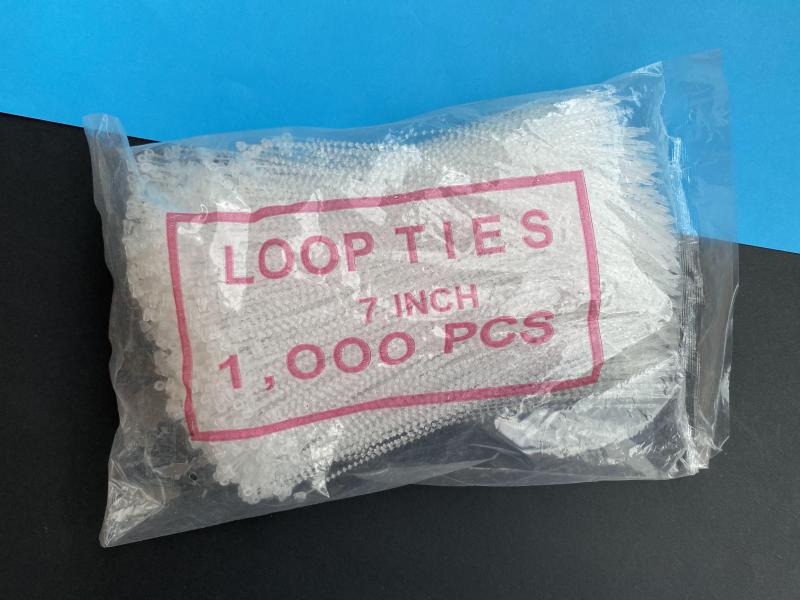 LOOP TIES
7 INCH
1,000 PCS